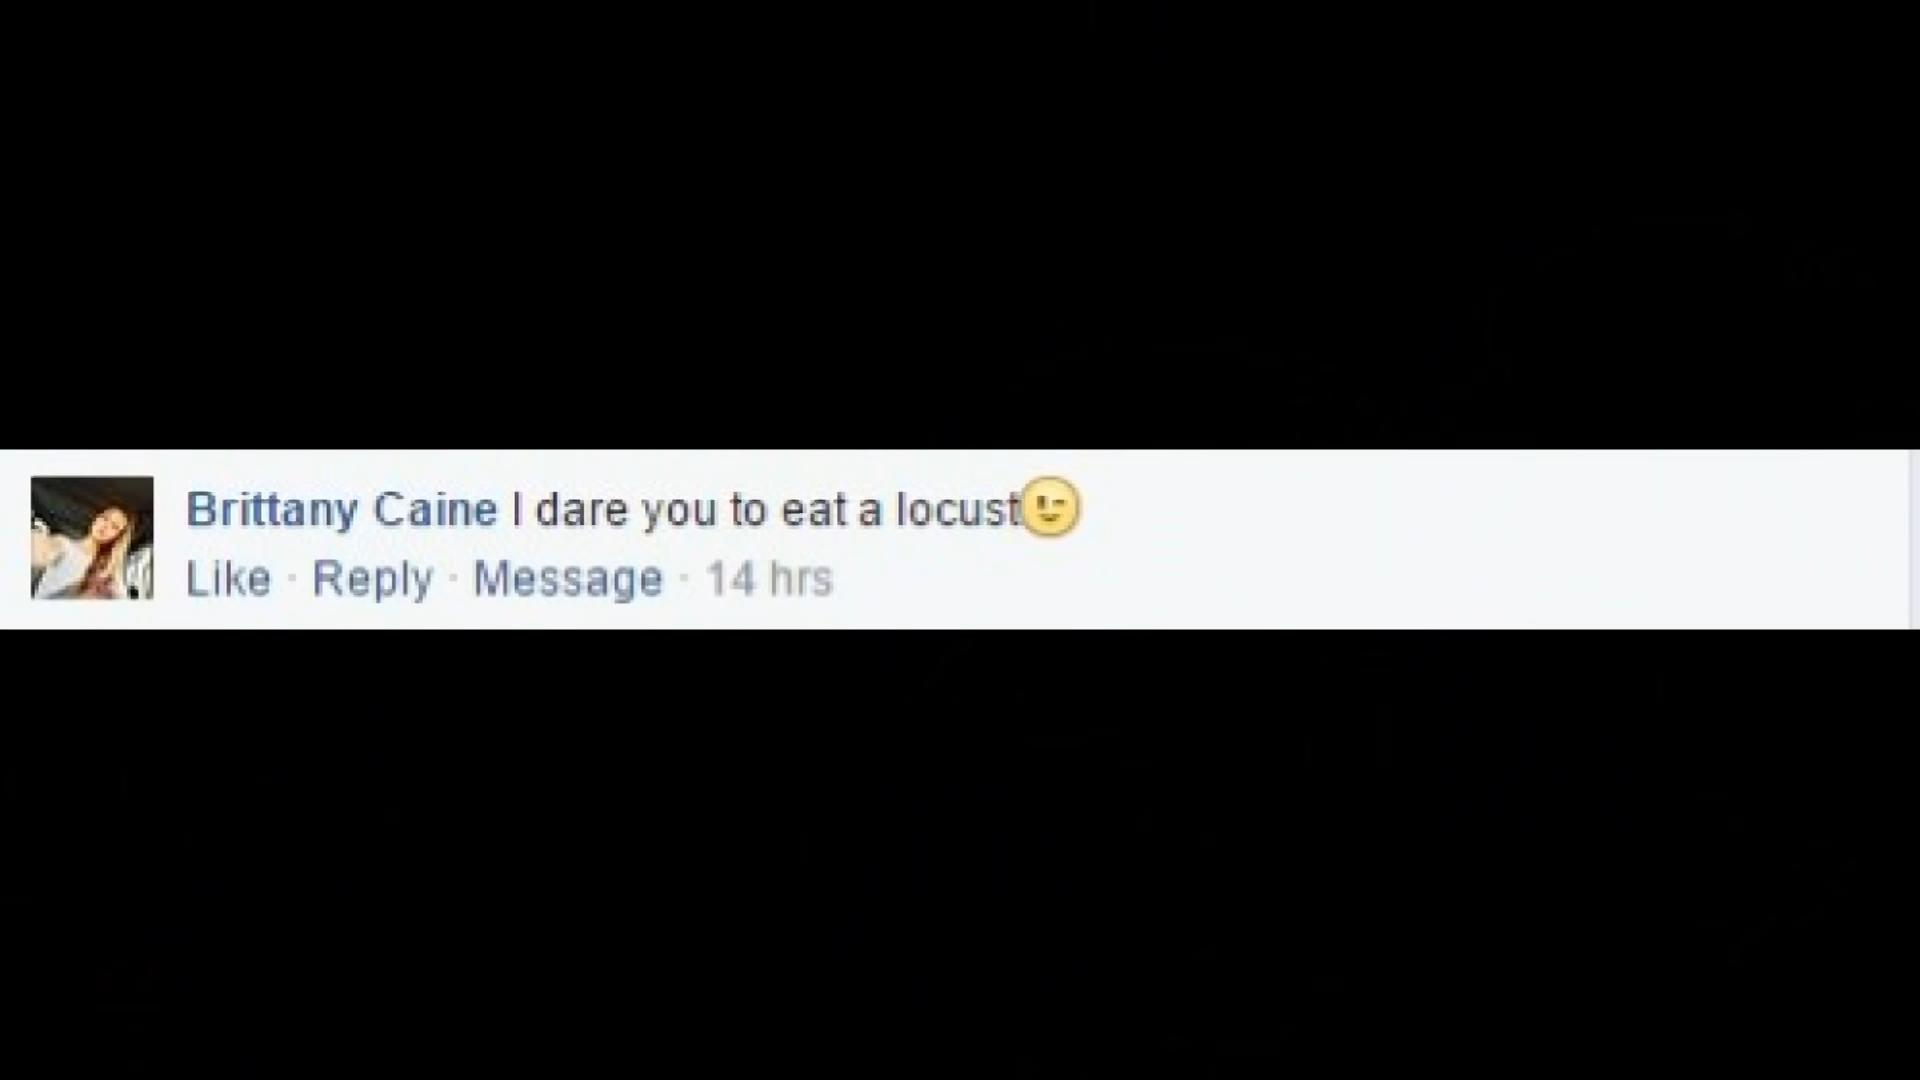 Brittany Caine I dare you to eat a locust😉
Like · Reply · Message · 14 hrs